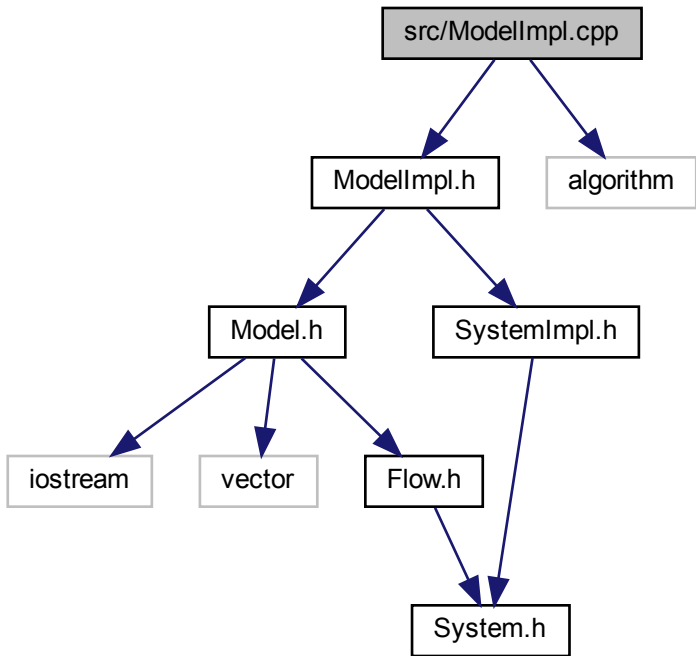 src/ModelImpl.cpp
ModelImpl.h
algorithm
Model.h
SystemImpl.h
iostream
vector
Flow.h
System.h